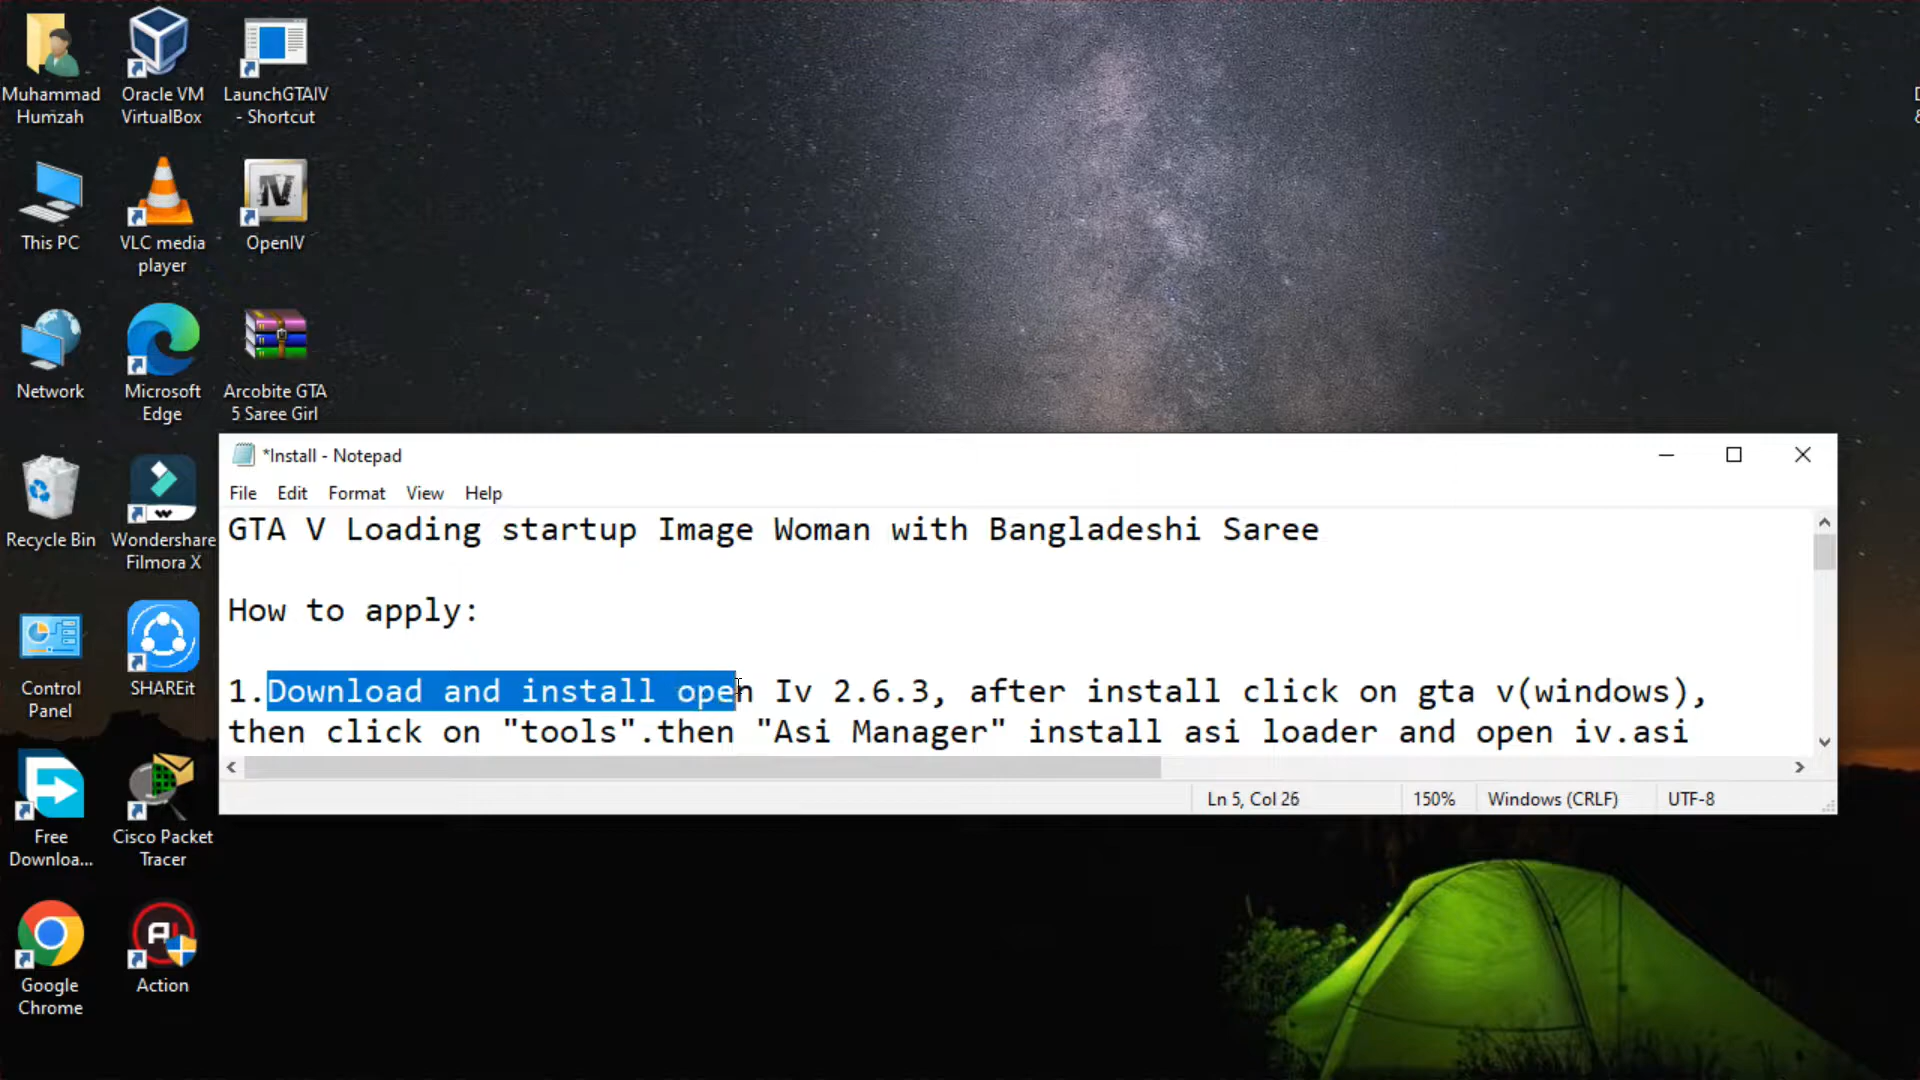 Muhammad
Humzah
Oracle VM
VirtualBox
LaunchGTAIV
- Shortcut
This PC
VLC media
player
OpenIV
Network
Microsoft
Edge
Arcobite GTA
5 Saree Girl
Recycle Bin
Wondershare
Filmora X
Control
Panel
SHAREit
Free
Downloa...
Cisco Packet
Tracer
Google
Chrome
Action
*Install - Notepad
File Edit Format View Help
GTA V Loading startup Image Woman with Bangladeshi Saree
How to apply:
1.Download and install open Iv 2.6.3, after install click on gta v(windows),
then click on "tools".then "Asi Manager" install asi loader and open iv.asi
Ln 5, Col 26
150%
Windows (CRLF)
UTF-8